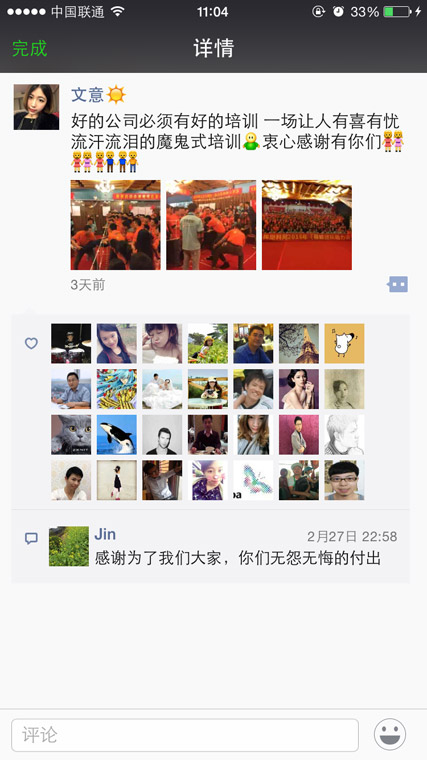 中国联通 11:04 33%
完成 详情
文意
好的公司必须有好的培训 一场让人有喜有忧
流汗流泪的魔鬼式培训 衷心感谢有你们
3天前
Jin 2月27日 22:58
感谢为了我们大家，你们无怨无悔的付出
评论